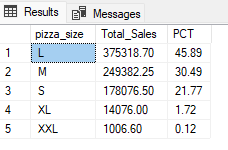 Results Messages
pizza_size Total_Sales PCT
1 L 375318.70 45.89
2 M 249382.25 30.49
3 S 178076.50 21.77
4 XL 14076.00 1.72
5 XXL 1006.60 0.12